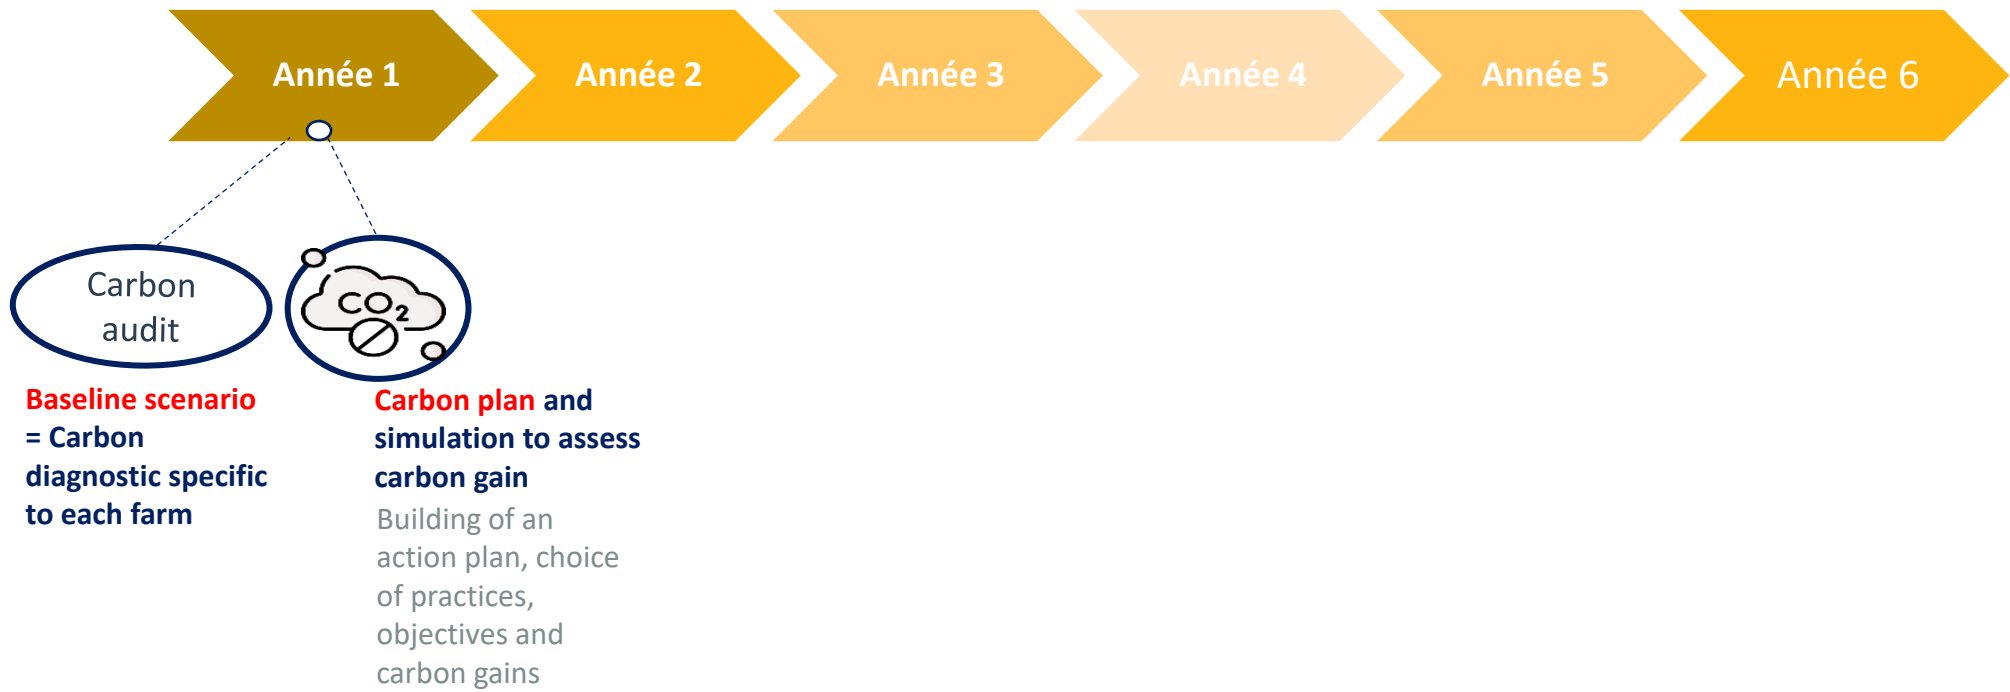 Année 1
Année 2
Année 3
Année 4
Année 5
Année 6
Carbon
audit
CO2
Baseline scenario
= Carbon
diagnostic specific
to each farm
Carbon plan and
simulation to assess
carbon gain
Building of an
action plan, choice
of practices,
objectives and
carbon gains